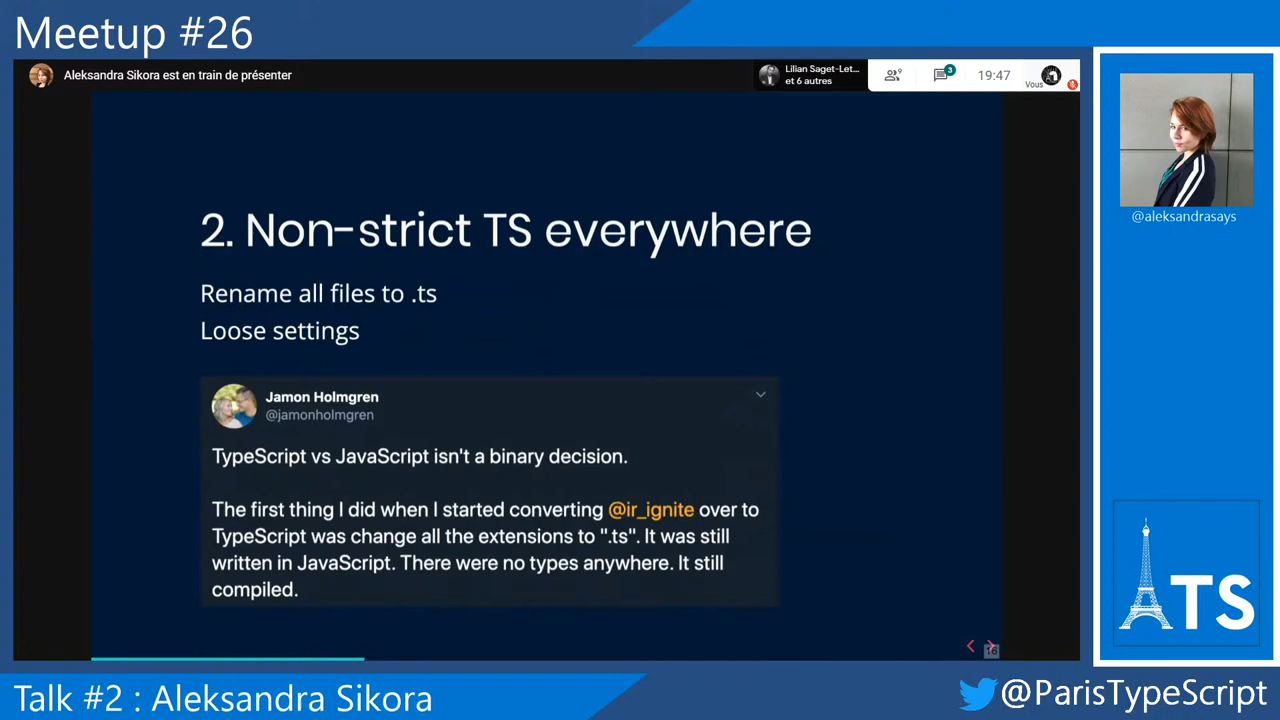 Meetup #26
Aleksandra Sikora est en train de présenter
Lilian Saget-Let...
et 6 autres
9
3
19:47
Vous
@aleksandrasays
2. Non-strict TS everywhere
Rename all files to .ts
Loose settings
Jamon Holmgren
@jamonholmgren
TypeScript vs JavaScript isn't a binary decision.
The first thing I did when I started converting @ir_ignite over to
TypeScript was change all the extensions to ".ts". It was still
written in JavaScript. There were no types anywhere. It still
compiled.
16
TS
Talk #2 : Aleksandra Sikora
@ParisTypeScript